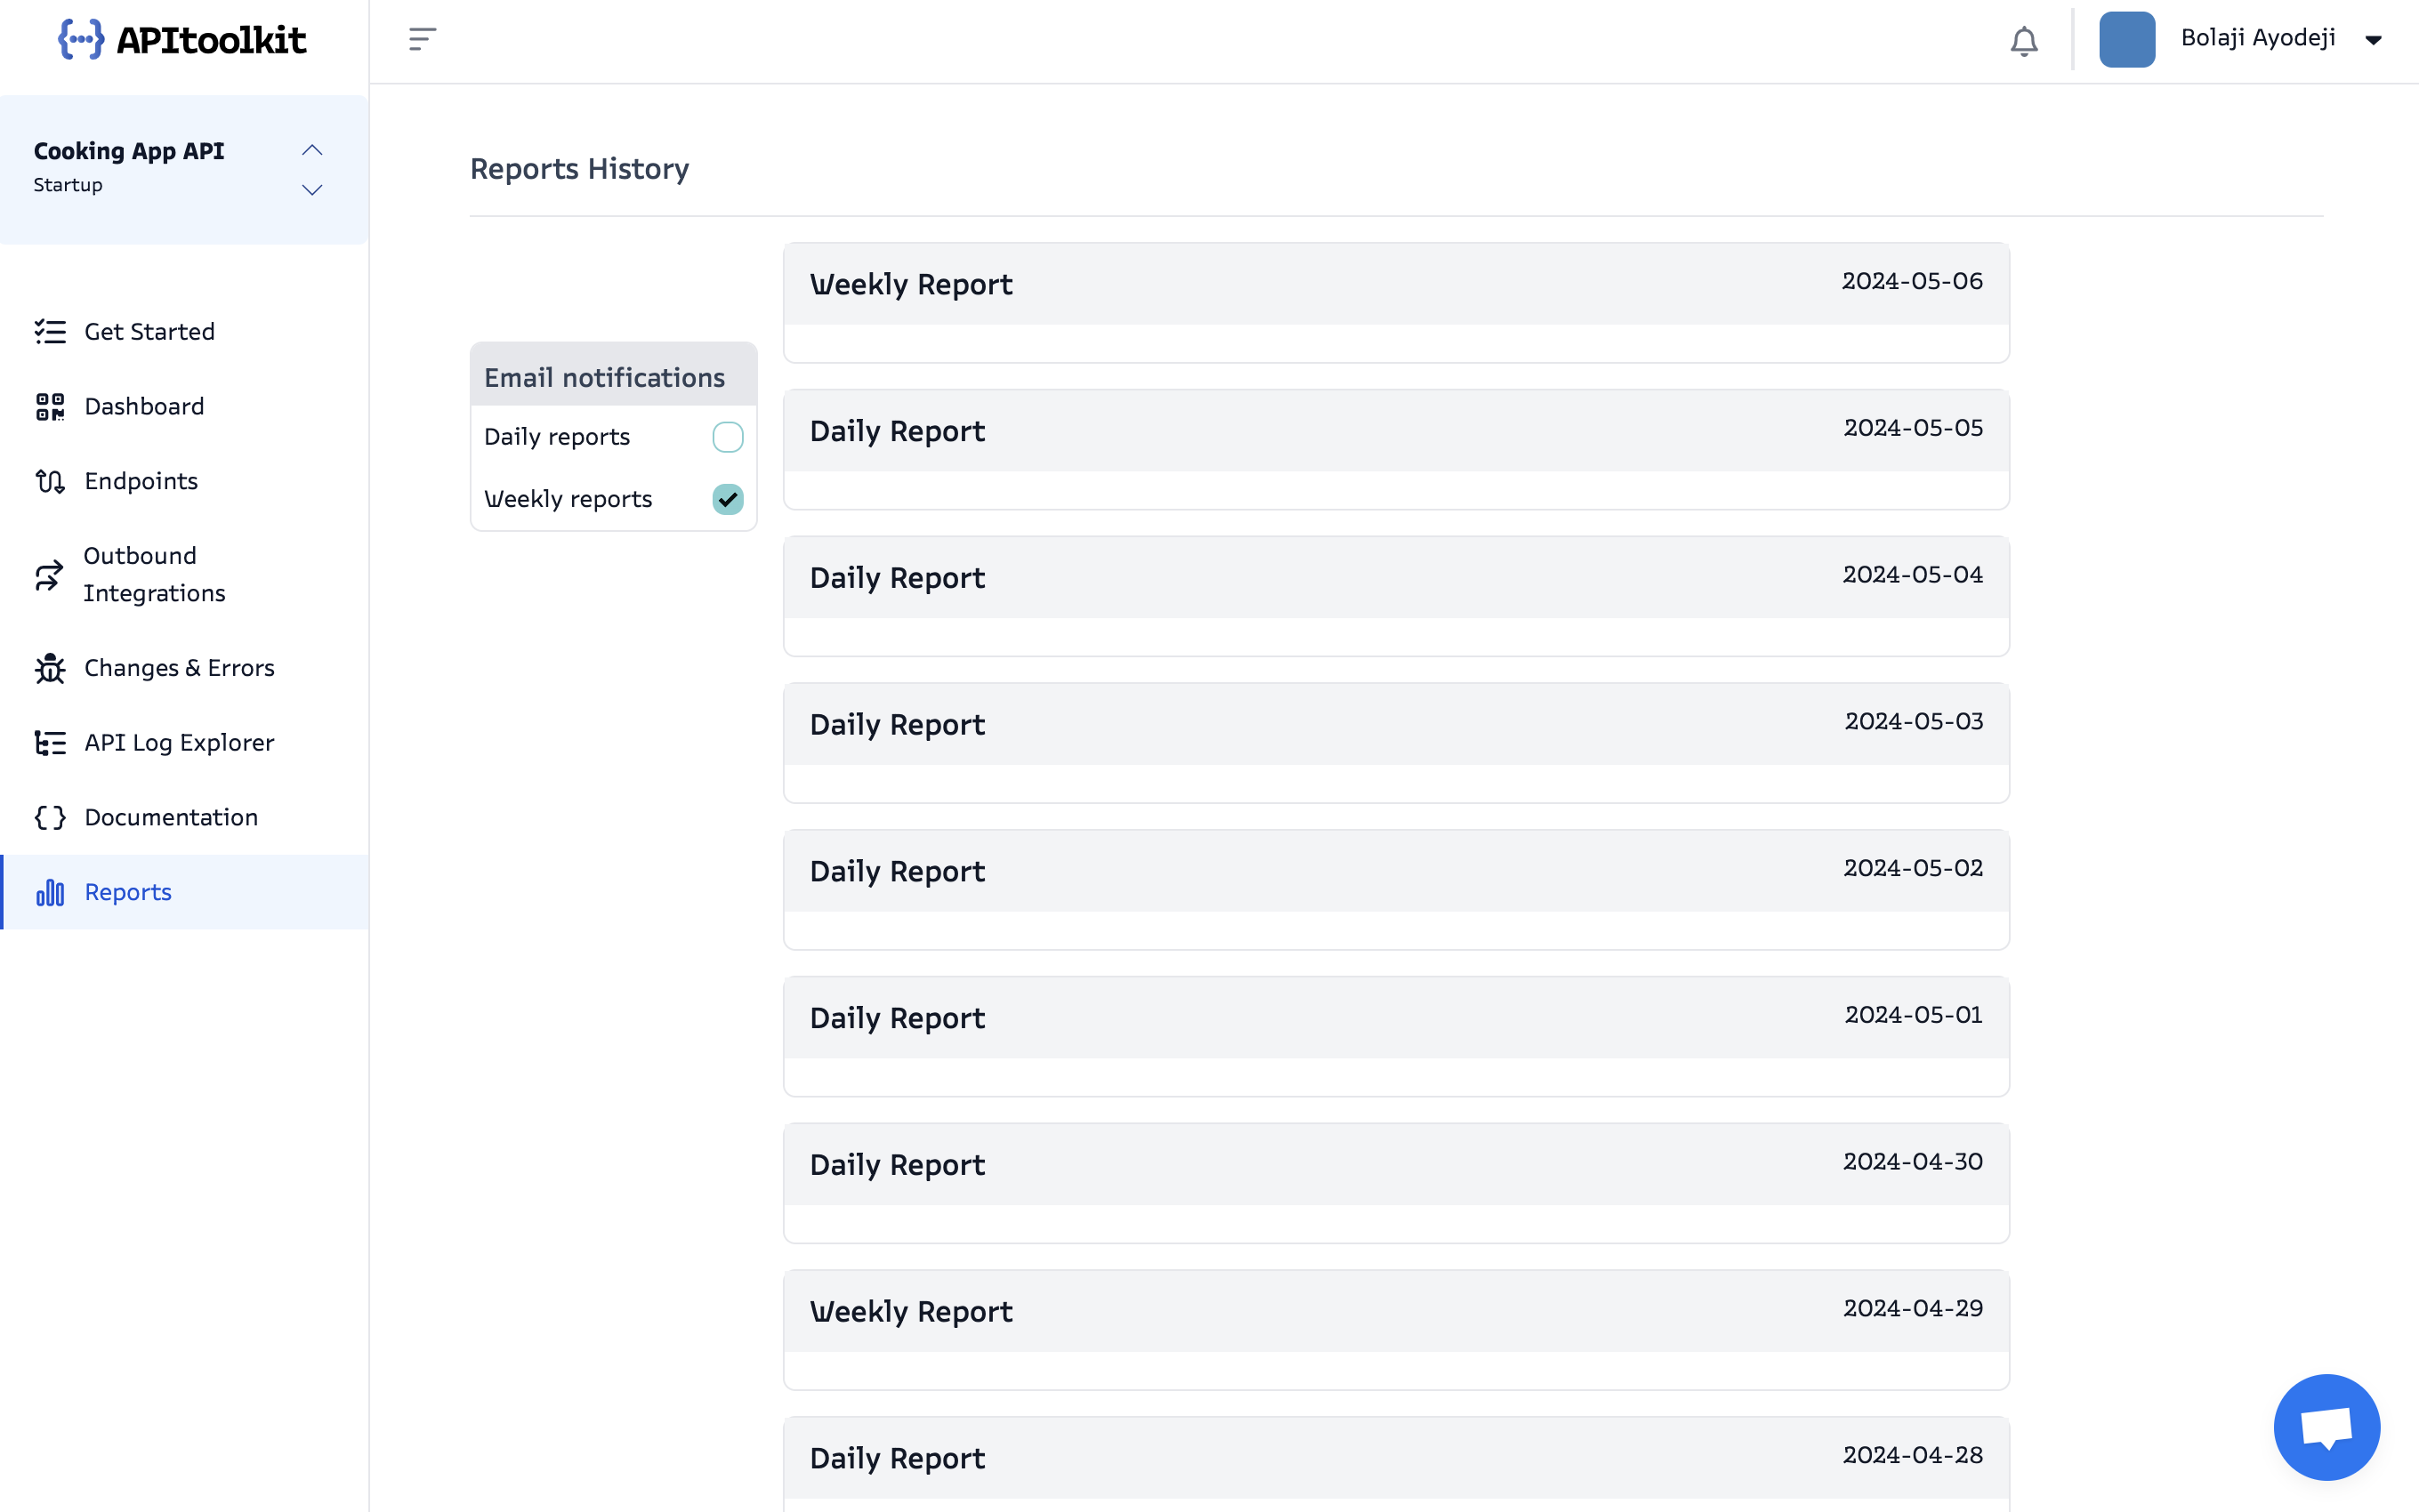 APItoolkit
Bolaji Ayodeji
Cooking App API
Startup
Get Started
Dashboard
Endpoints
Outbound
Integrations
Changes & Errors
API Log Explorer
Documentation
Reports
Reports History
Email notifications
Daily reports
Weekly reports
Weekly Report 2024-05-06
Daily Report 2024-05-05
Daily Report 2024-05-04
Daily Report 2024-05-03
Daily Report 2024-05-02
Daily Report 2024-05-01
Daily Report 2024-04-30
Weekly Report 2024-04-29
Daily Report 2024-04-28